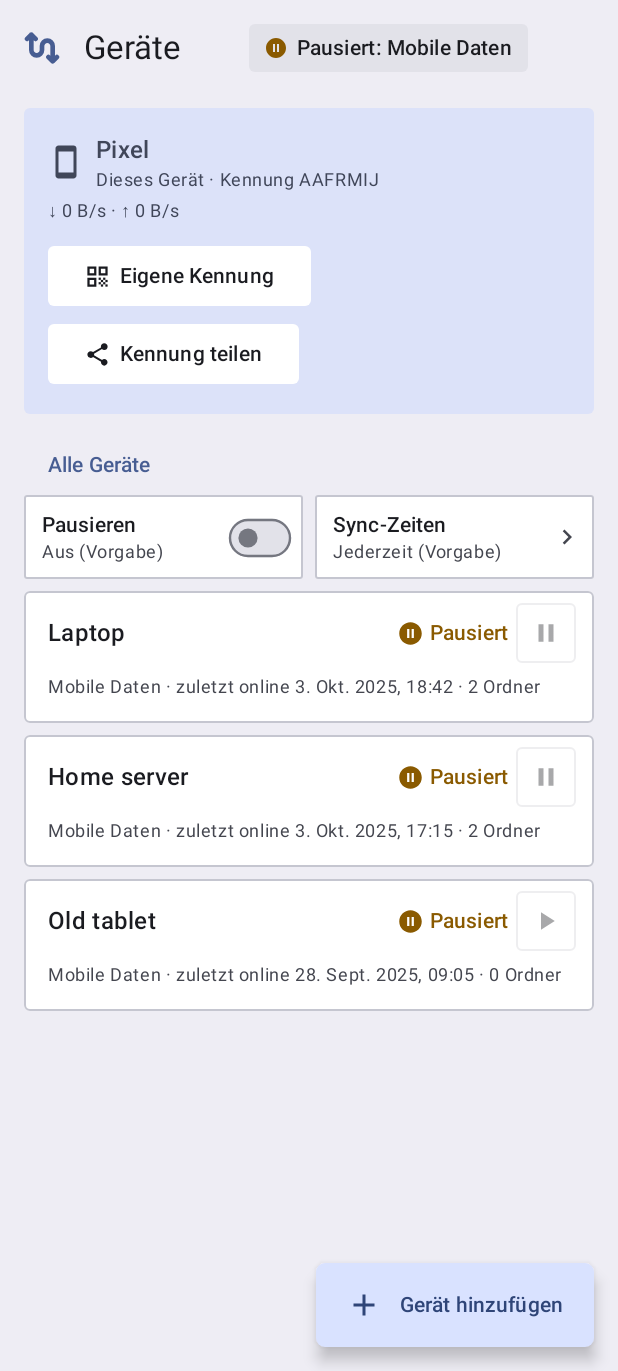 Geräte
Pausiert: Mobile Daten
Pixel
Dieses Gerät · Kennung AAFRMIJ
↓ 0 B/s · ↑ 0 B/s
Eigene Kennung
Kennung teilen
Alle Geräte
Pausieren
Aus (Vorgabe)
Sync-Zeiten
Jederzeit (Vorgabe)
Laptop
Pausiert
Mobile Daten · zuletzt online 3. Okt. 2025, 18:42 · 2 Ordner
Home server
Pausiert
Mobile Daten · zuletzt online 3. Okt. 2025, 17:15 · 2 Ordner
Old tablet
Pausiert
Mobile Daten · zuletzt online 28. Sept. 2025, 09:05 · 0 Ordner
Gerät hinzufügen